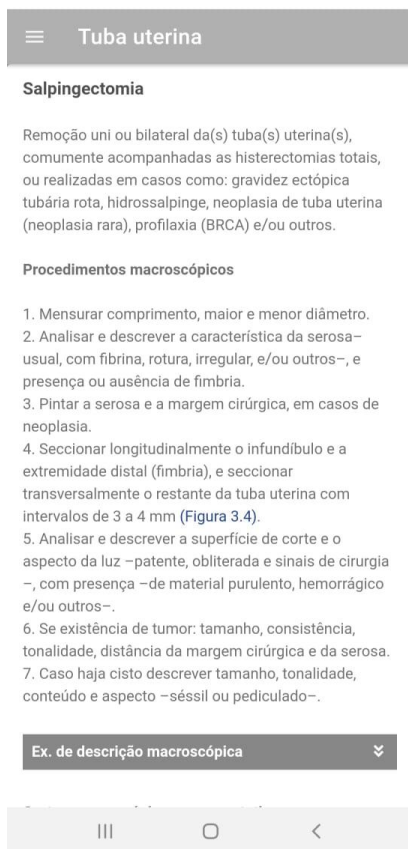 Tuba uterina
Salpingectomia
Remoção uni ou bilateral da(s) tuba(s) uterina(s),
comumente acompanhadas as histerectomias totais,
ou realizadas em casos como: gravidez ectópica
tubária rota, hidrossalpinge, neoplasia de tuba uterina
(neoplasia rara), profilaxia (BRCA) e/ou outros.
Procedimentos macroscópicos
1. Mensurar comprimento, maior e menor diâmetro.
2. Analisar e descrever a característica da serosa–
usual, com fibrina, rotura, irregular, e/ou outros–, e
presença ou ausência de fimbria.
3. Pintar a serosa e a margem cirúrgica, em casos de
neoplasia.
4. Seccionar longitudinalmente o infundíbulo e a
extremidade distal (fimbria), e seccionar
transversalmente o restante da tuba uterina com
intervalos de 3 a 4 mm (Figura 3.4).
5. Analisar e descrever a superfície de corte e o
aspecto da luz –patente, obliterada e sinais de cirurgia
–, com presença –de material purulento, hemorrágico
e/ou outros–.
6. Se existência de tumor: tamanho, consistência,
tonalidade, distância da margem cirúrgica e da serosa.
7. Caso haja cisto descrever tamanho, tonalidade,
conteúdo e aspecto –séssil ou pediculado–.
Ex. de descrição macroscópica